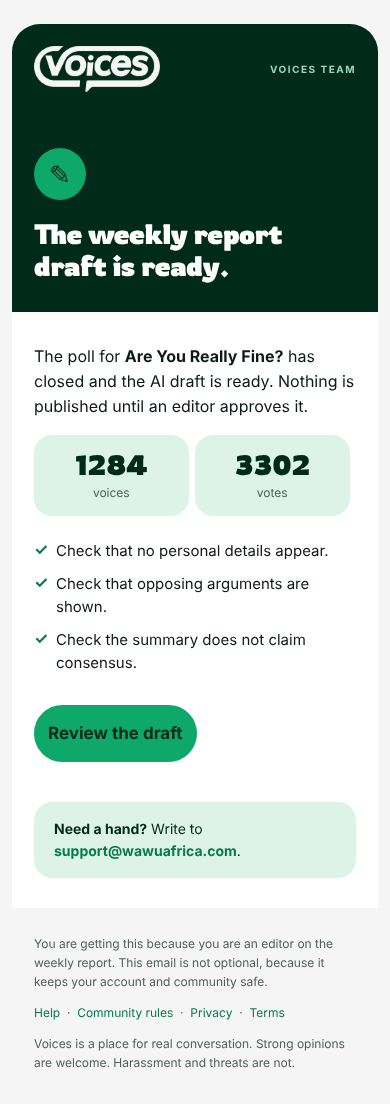 Voices
VOICES TEAM
The weekly report
draft is ready.
The poll for Are You Really Fine? has
closed and the AI draft is ready. Nothing is
published until an editor approves it.
1284
voices
3302
votes
Check that no personal details appear.
Check that opposing arguments are
shown.
Check the summary does not claim
consensus.
Review the draft
Need a hand? Write to
support@wawuafrica.com.
You are getting this because you are an editor on the
weekly report. This email is not optional, because it
keeps your account and community safe.
Help · Community rules · Privacy · Terms
Voices is a place for real conversation. Strong opinions
are welcome. Harassment and threats are not.